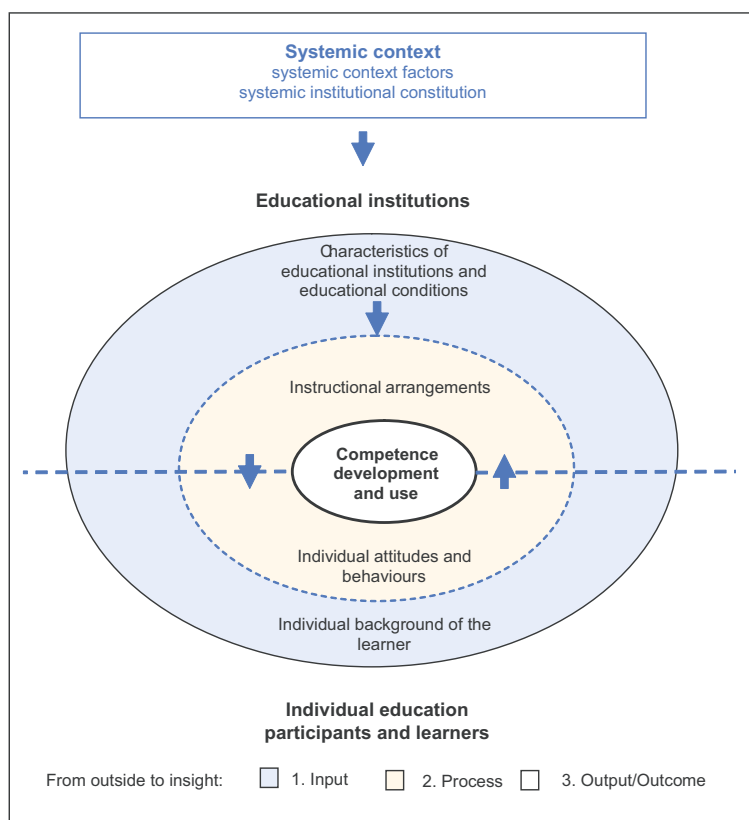 Systemic context
systemic context factors
systemic institutional constitution
Educational institutions
Characteristics of
educational institutions and
educational conditions
Instructional arrangements
Competence
development
and use
Individual attitudes and
behaviours
Individual background of the
learner
Individual education
participants and learners
From outside to insight: 1. Input 2. Process 3. Output/Outcome